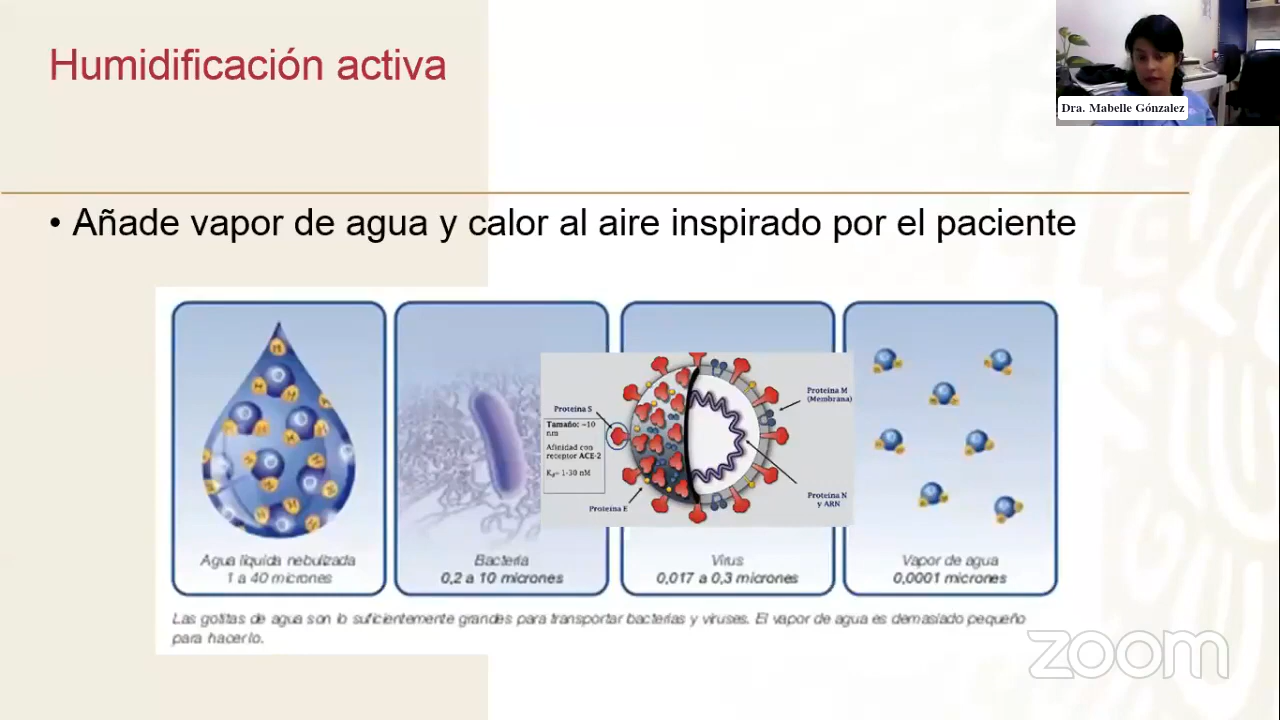 Humidificación activa
Dra. Mabelle Gónzalez
• Añade vapor de agua y calor al aire inspirado por el paciente
Proteína S
Tamaño: ~10
nm
Afinidad con
receptor ACE-2
Kd= 1-30 nM
Proteína E
Proteína M
(Membrana)
Proteína N
y ARN
Agua líquida nebulizada
1 a 40 micrones
Bacteria
0,2 a 10 micrones
Virus
0,017 a 0,3 micrones
Vapor de agua
0,0001 micrones
Las gotitas de agua son lo suficientemente grandes para transportar bacterias y viruses. El vapor de agua es demasiado pequeño
para hacerlo.
zoom